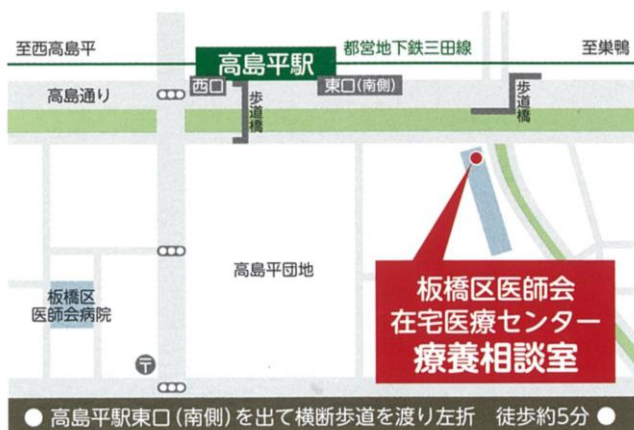 至西高島平
高島平駅
都営地下鉄三田線
至巣鴨
西口
東口(南側)
高島通り
歩道橋
歩道橋
高島平団地
板橋区
医師会病院
〒
板橋区医師会
在宅医療センター
療養相談室
● 高島平駅東口(南側)を出て横断歩道を渡り左折 徒歩約5分 ●